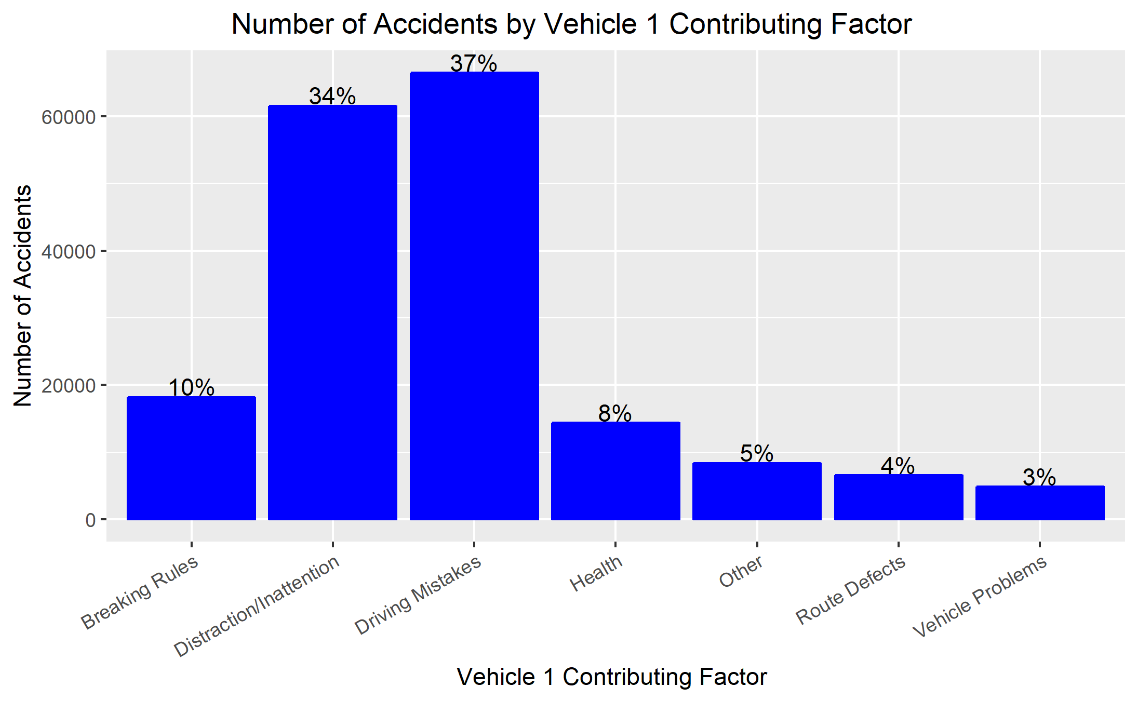 Number of Accidents by Vehicle 1 Contributing Factor
Number of Accidents
60000
40000
20000
0
10%
34%
37%
8%
5%
4%
3%
Breaking Rules
Distraction/Inattention
Driving Mistakes
Health
Other
Route Defects
Vehicle Problems
Vehicle 1 Contributing Factor